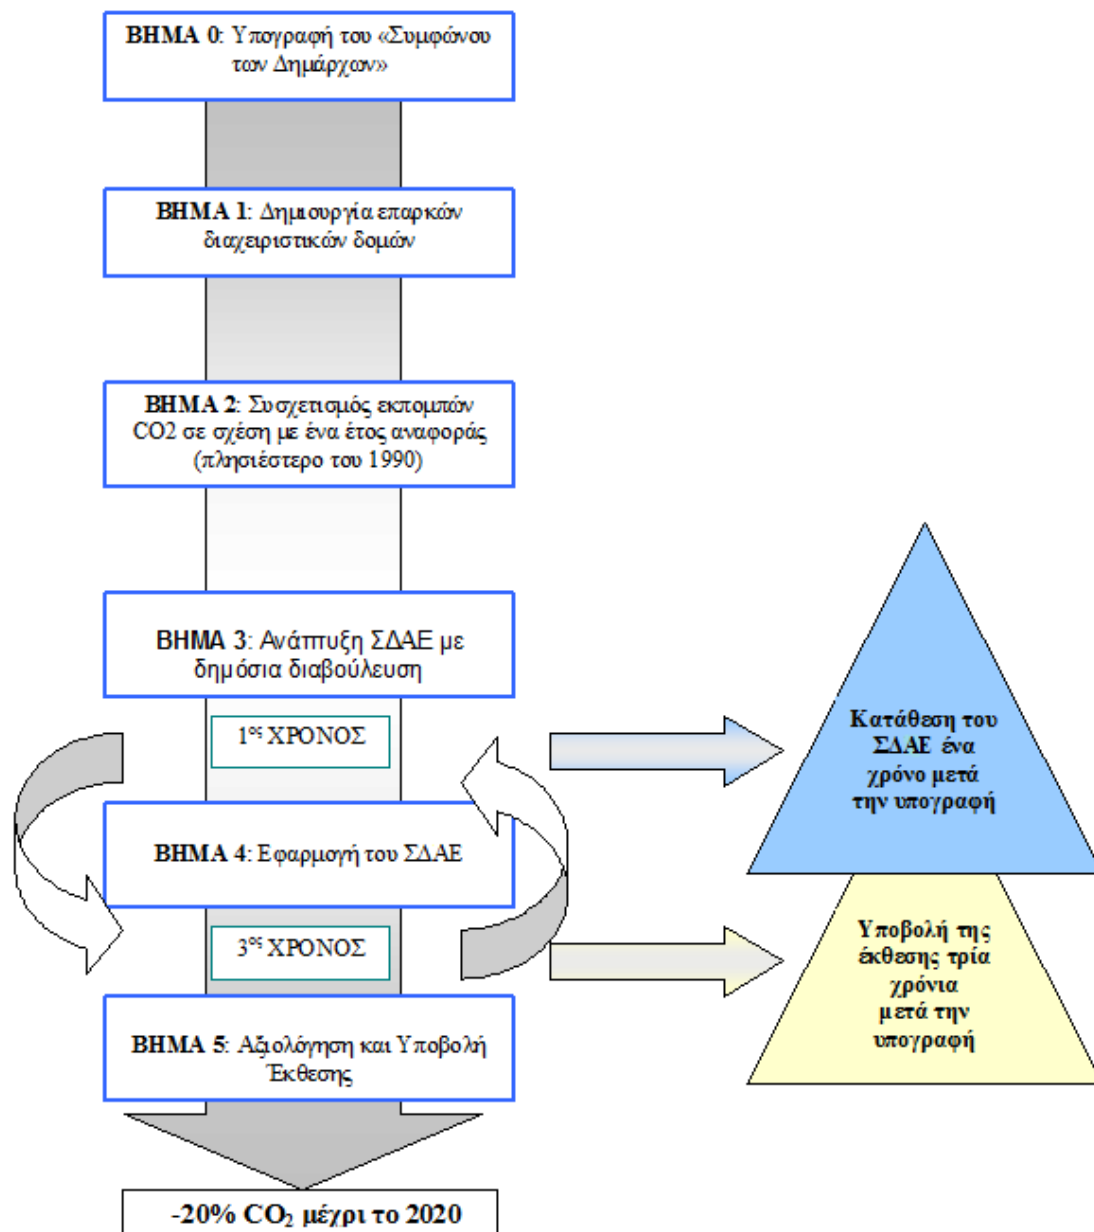 ΒΗΜΑ 0: Υπογραφή του «Συμφώνου
των Δημάρχων»
ΒΗΜΑ 1: Δημιουργία επαρκών
διαχειριστικών δομών
ΒΗΜΑ 2: Συσχετισμός εκπομπών
CO2 σε σχέση με ένα έτος αναφοράς
(πλησιέστερο του 1990)
ΒΗΜΑ 3: Ανάπτυξη ΣΔΑΕ με
δημόσια διαβούλευση
1ος ΧΡΟΝΟΣ
Κατάθεση του
ΣΔΑΕ ένα
χρόνο μετά
την υπογραφή
ΒΗΜΑ 4: Εφαρμογή του ΣΔΑΕ
3ος ΧΡΟΝΟΣ
Υποβολή της
έκθεσης τρία
χρόνια
μετά την
υπογραφή
ΒΗΜΑ 5: Αξιολόγηση και Υποβολή
Έκθεσης
-20% CO₂ μέχρι το 2020